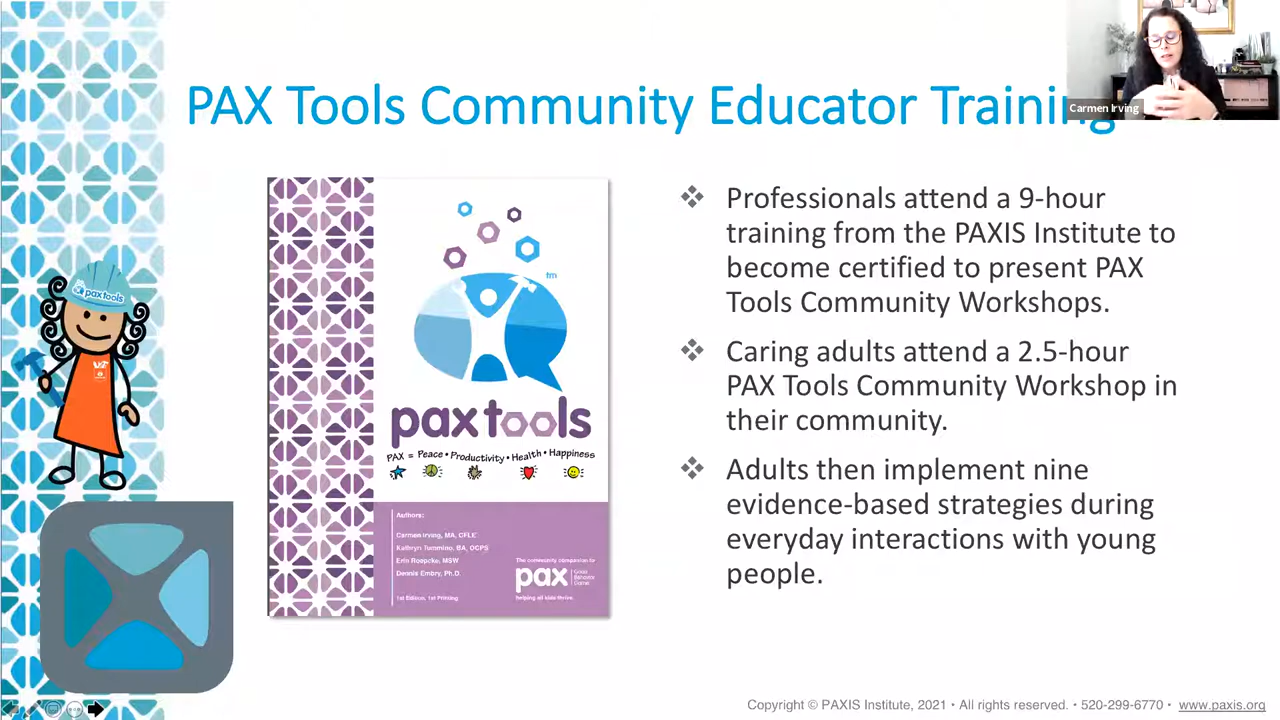 PAX Tools Community Educator Training
Carmen Irving
❖ Professionals attend a 9-hour
training from the PAXIS Institute to
become certified to present PAX
Tools Community Workshops.
❖ Caring adults attend a 2.5-hour
PAX Tools Community Workshop in
their community.
❖ Adults then implement nine
evidence-based strategies during
everyday interactions with young
people.
tm
pax tools
PAX = Peace • Productivity • Health • Happiness
Authors:
Carmen Irving, MA, CFLE
Kathryn Tummino, BA, OCPS
Erin Roepcke, MSW
Dennis Embry, Ph.D.
1st Edition, 1st Printing
The community companion to
pax Good
Behavior
Game
helping all kids thrive.
pax tools
Copyright © PAXIS Institute, 2021 • All rights reserved. • 520-299-6770 • www.paxis.org